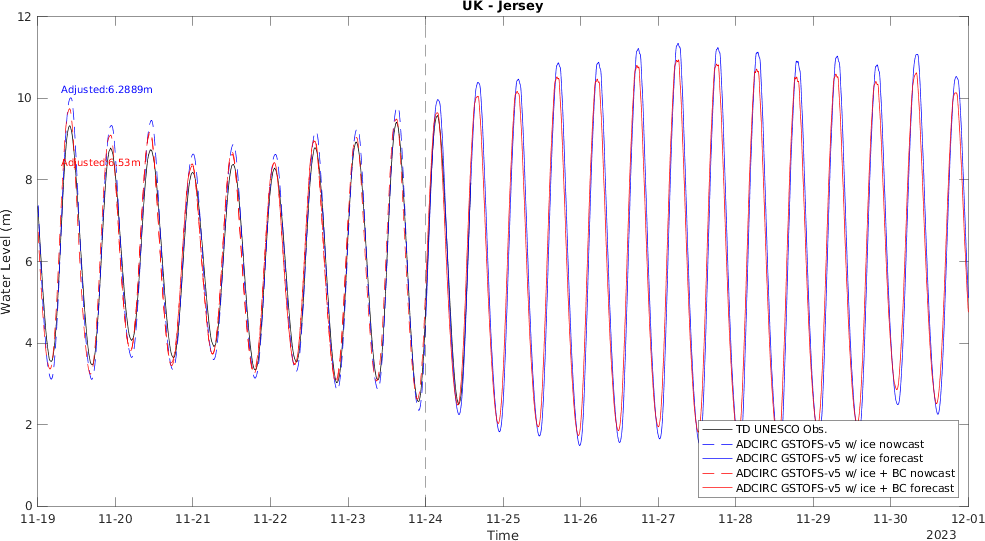 UK - Jersey
12
10
8
6
4
2
0
Water Level (m)
Adjusted:6.2889m
Adjusted:6.53m
TD UNESCO Obs.
ADCIRC GSTOFS-v5 w/ ice nowcast
ADCIRC GSTOFS-v5 w/ ice forecast
ADCIRC GSTOFS-v5 w/ ice + BC nowcast
ADCIRC GSTOFS-v5 w/ ice + BC forecast
11-19 11-20 11-21 11-22 11-23 11-24 11-25 11-26 11-27 11-28 11-29 11-30 12-01
Time
2023